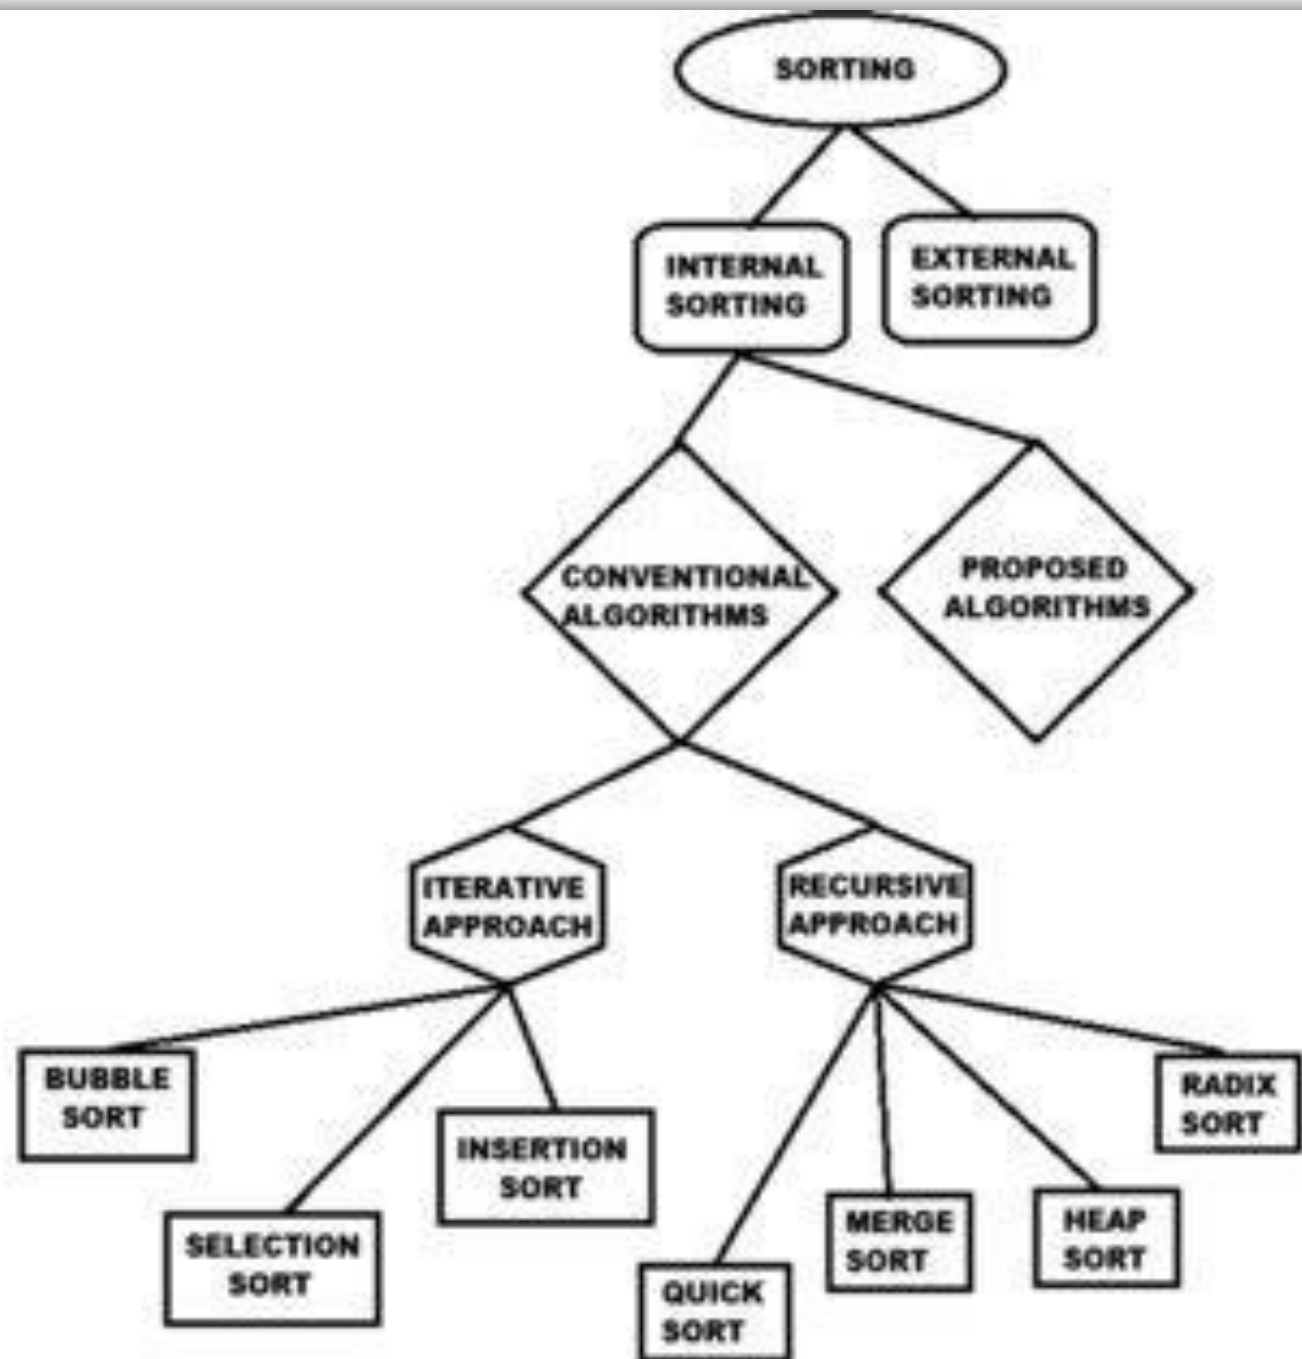 SORTING
INTERNAL
SORTING
EXTERNAL
SORTING
CONVENTIONAL
ALGORITHMS
PROPOSED
ALGORITHMS
ITERATIVE
APPROACH
RECURSIVE
APPROACH
BUBBLE
SORT
SELECTION
SORT
INSERTION
SORT
QUICK
SORT
MERGE
SORT
HEAP
SORT
RADIX
SORT